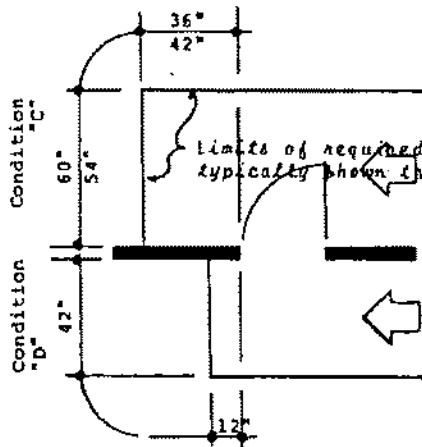 36"
42"
Condition
"C"
60"
54"
Limits of required
typically shown
Condition
"D"
42"
12"